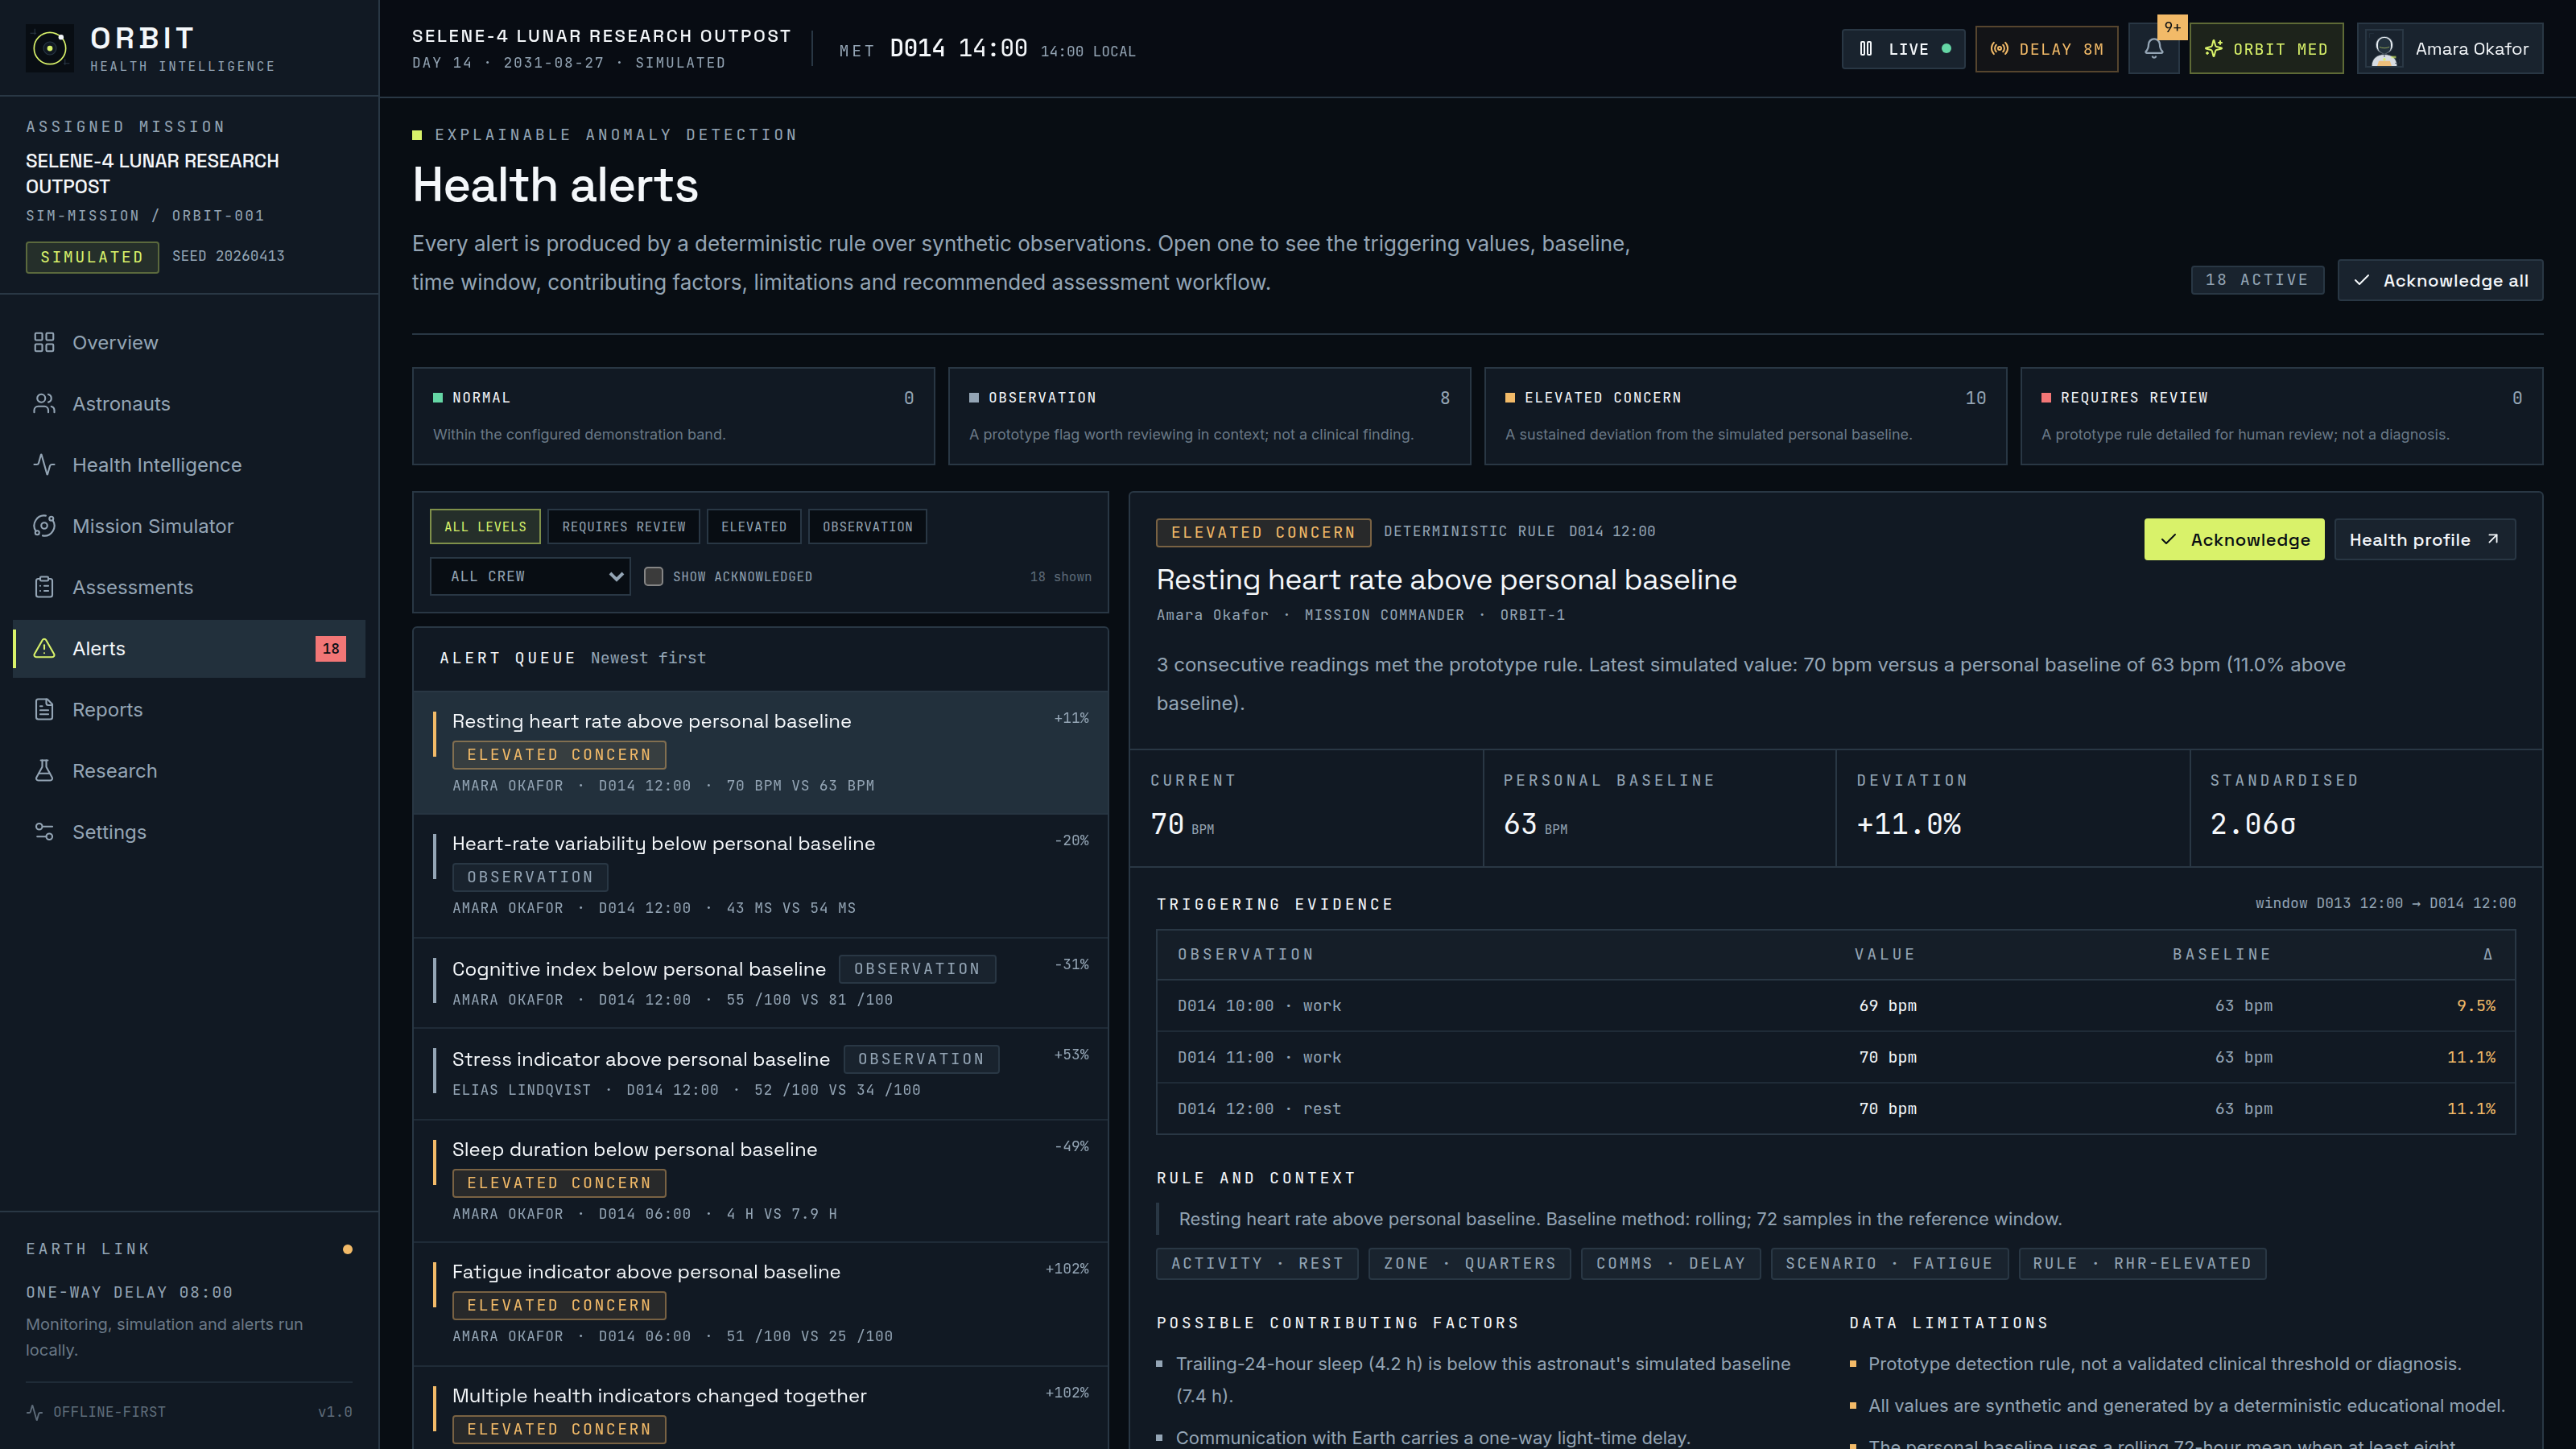 ORBIT
HEALTH INTELLIGENCE
ASSIGNED MISSION
SELENE-4 LUNAR RESEARCH
OUTPOST
SIM-MISSION / ORBIT-001
SIMULATED SEED 20260413
Overview
Astronauts
Health Intelligence
Mission Simulator
Assessments
Alerts 18
Reports
Research
Settings
EARTH LINK
ONE-WAY DELAY 08:00
Monitoring, simulation and alerts run
locally.
OFFLINE-FIRST v1.0
SELENE-4 LUNAR RESEARCH OUTPOST
DAY 14 · 2031-08-27 · SIMULATED
MET D014 14:00 14:00 LOCAL
LIVE
DELAY 8M
9+
ORBIT MED
Amara Okafor
EXPLAINABLE ANOMALY DETECTION
Health alerts
Every alert is produced by a deterministic rule over synthetic observations. Open one to see the triggering values, baseline,
time window, contributing factors, limitations and recommended assessment workflow.
18 ACTIVE
Acknowledge all
NORMAL 0
Within the configured demonstration band.
OBSERVATION 8
A prototype flag worth reviewing in context; not a clinical finding.
ELEVATED CONCERN 10
A sustained deviation from the simulated personal baseline.
REQUIRES REVIEW 0
A prototype rule detailed for human review; not a diagnosis.
ALL LEVELS REQUIRES REVIEW ELEVATED OBSERVATION
ALL CREW SHOW ACKNOWLEDGED 18 shown
ALERT QUEUE Newest first
Resting heart rate above personal baseline +11%
ELEVATED CONCERN
AMARA OKAFOR · D014 12:00 · 70 BPM VS 63 BPM
Heart-rate variability below personal baseline -20%
OBSERVATION
AMARA OKAFOR · D014 12:00 · 43 MS VS 54 MS
Cognitive index below personal baseline OBSERVATION -31%
AMARA OKAFOR · D014 12:00 · 55 /100 VS 81 /100
Stress indicator above personal baseline OBSERVATION +53%
ELIAS LINDQVIST · D014 12:00 · 52 /100 VS 34 /100
Sleep duration below personal baseline -49%
ELEVATED CONCERN
AMARA OKAFOR · D014 06:00 · 4 H VS 7.9 H
Fatigue indicator above personal baseline +102%
ELEVATED CONCERN
AMARA OKAFOR · D014 06:00 · 51 /100 VS 25 /100
Multiple health indicators changed together +102%
ELEVATED CONCERN
ELEVATED CONCERN DETERMINISTIC RULE D014 12:00
Acknowledge
Health profile
Resting heart rate above personal baseline
Amara Okafor · MISSION COMMANDER · ORBIT-1
3 consecutive readings met the prototype rule. Latest simulated value: 70 bpm versus a personal baseline of 63 bpm (11.0% above
baseline).
CURRENT
70 BPM
PERSONAL BASELINE
63 BPM
DEVIATION
+11.0%
STANDARDISED
2.06σ
TRIGGERING EVIDENCE window D013 12:00 → D014 12:00
OBSERVATION VALUE BASELINE Δ
D014 10:00 · work 69 bpm 63 bpm 9.5%
D014 11:00 · work 70 bpm 63 bpm 11.1%
D014 12:00 · rest 70 bpm 63 bpm 11.1%
RULE AND CONTEXT
Resting heart rate above personal baseline. Baseline method: rolling; 72 samples in the reference window.
ACTIVITY · REST ZONE · QUARTERS COMMS · DELAY SCENARIO · FATIGUE RULE · RHR-ELEVATED
POSSIBLE CONTRIBUTING FACTORS
Trailing-24-hour sleep (4.2 h) is below this astronaut's simulated baseline
(7.4 h).
Communication with Earth carries a one-way light-time delay.
DATA LIMITATIONS
Prototype detection rule, not a validated clinical threshold or diagnosis.
All values are synthetic and generated by a deterministic educational model.
The personal baseline uses a rolling 72-hour mean when at least eight